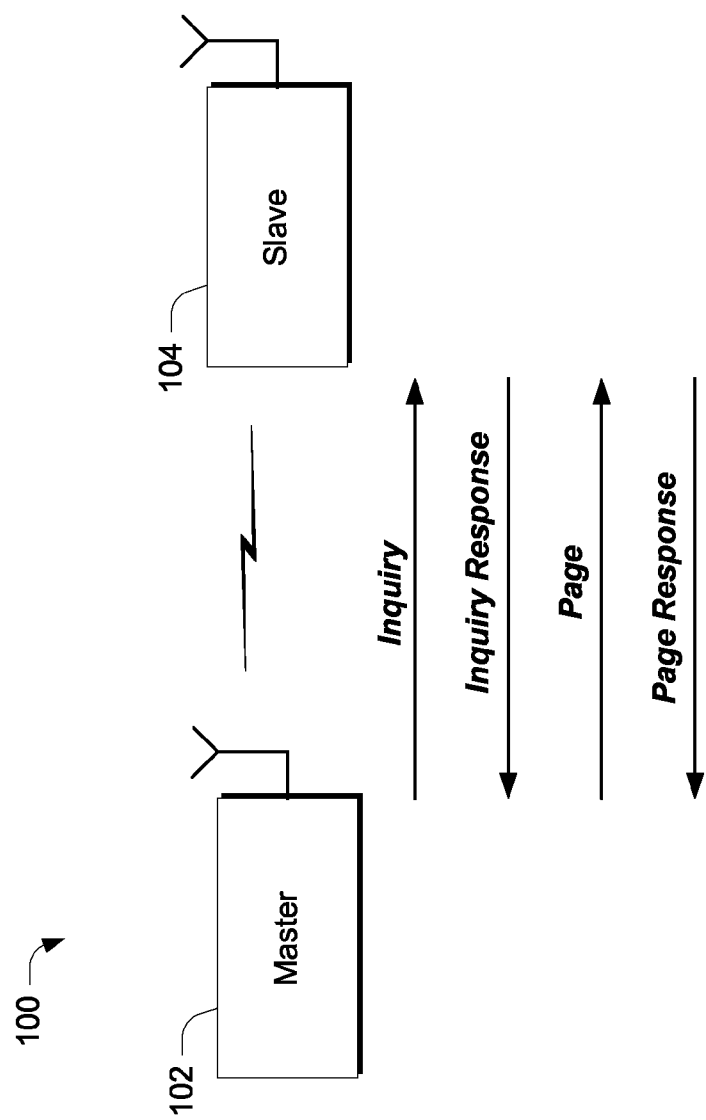 100
102
Master
104
Slave
Inquiry
Inquiry Response
Page
Page Response